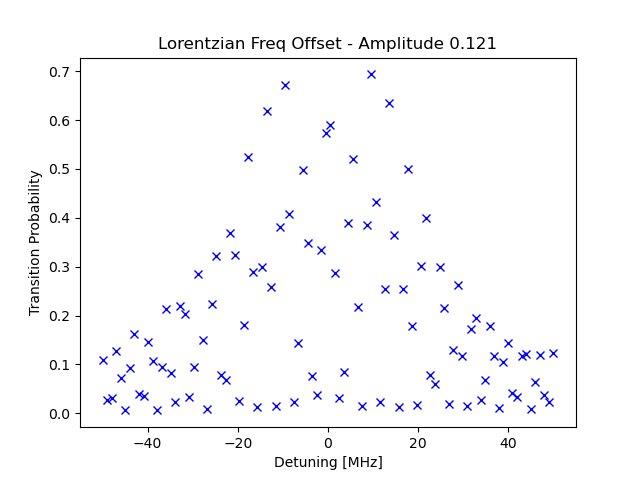 Lorentzian Freq Offset - Amplitude 0.121
0.7
0.6
0.5
0.4
0.3
0.2
0.1
0.0
Transition Probability
−40 −20 0 20 40
Detuning [MHz]